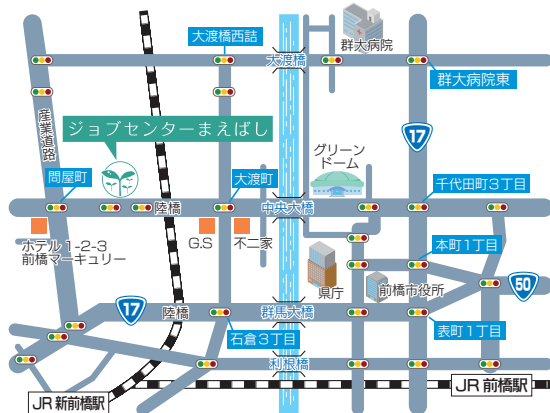 大渡橋西詰
群大病院
大渡橋
群大病院東
産業道路
ジョブセンターまえばし
17
グリーン
ドーム
問屋町
大渡町
千代田町3丁目
陸橋
中央大橋
ホテル1-2-3
前橋マーキュリー
G.S
不二家
本町1丁目
県庁
前橋市役所
50
17
陸橋
群馬大橋
石倉3丁目
表町1丁目
利根橋
JR 新前橋駅
JR 前橋駅